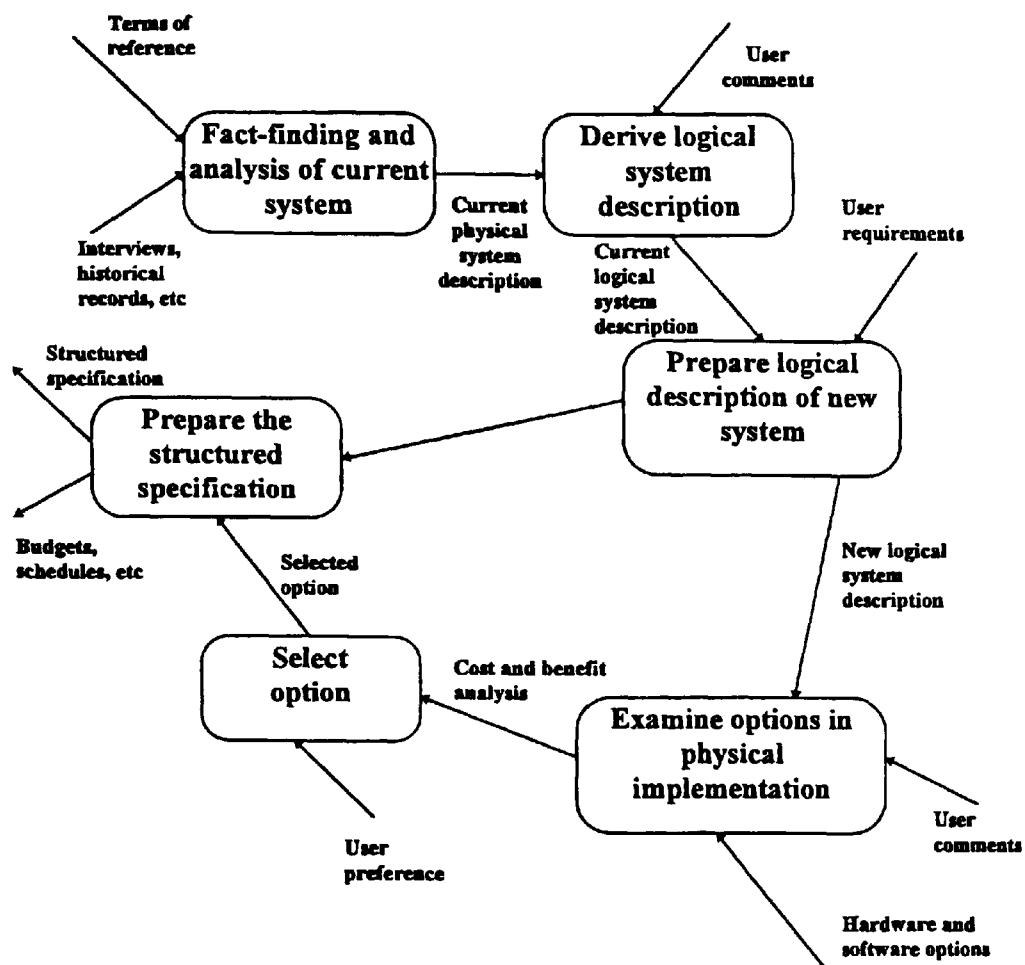 Terms of
reference
User
comments
Fact-finding and
analysis of current
system
Derive logical
system
description
Current
physical
system
description
User
requirements
Interviews,
historical
records, etc
Current
logical
system
description
Structured
specification
Prepare logical
description of new
system
Prepare the
structured
specification
Budgets,
schedules, etc
Selected
option
New logical
system
description
Select
option
Cost and benefit
analysis
Examine options in
physical
implementation
User
preference
User
comments
Hardware and
software options